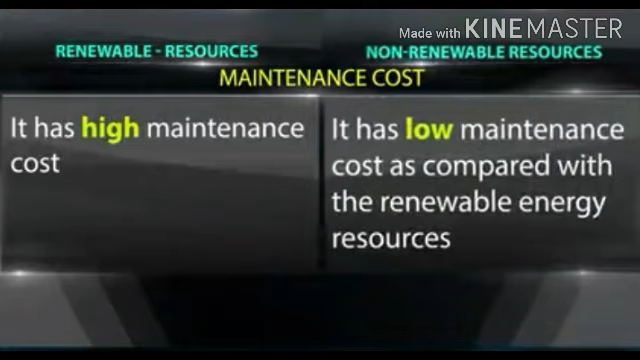 Made with KINEMASTER
RENEWABLE - RESOURCES
NON-RENEWABLE RESOURCES
MAINTENANCE COST
It has high maintenance
cost
It has low maintenance
cost as compared with
the renewable energy
resources